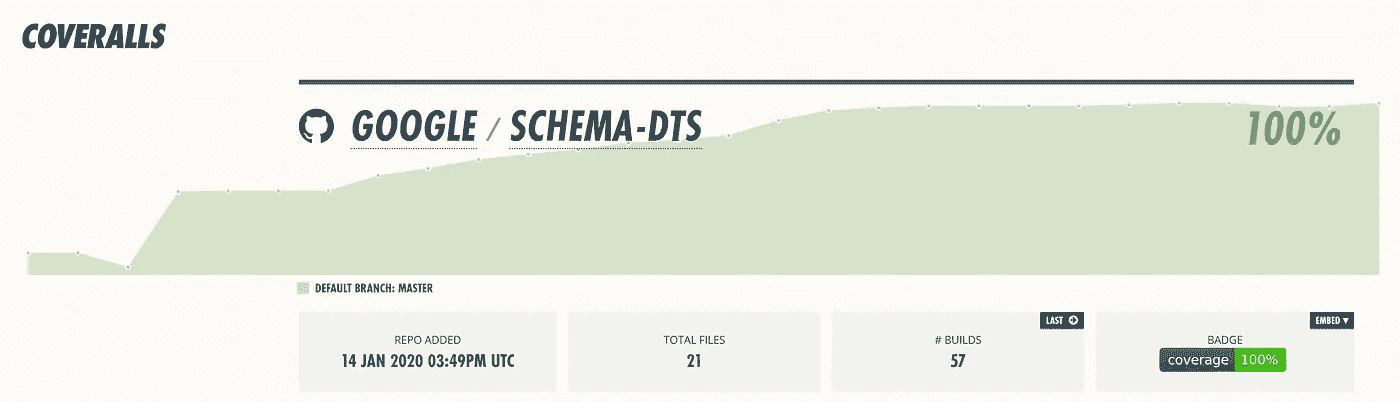 COVERALLS
GOOGLE / SCHEMA-DTS
100%
DEFAULT BRANCH: MASTER
REPO ADDED
14 JAN 2020 03:49PM UTC
TOTAL FILES
21
LAST
# BUILDS
57
EMBED ▾
BADGE
coverage 100%